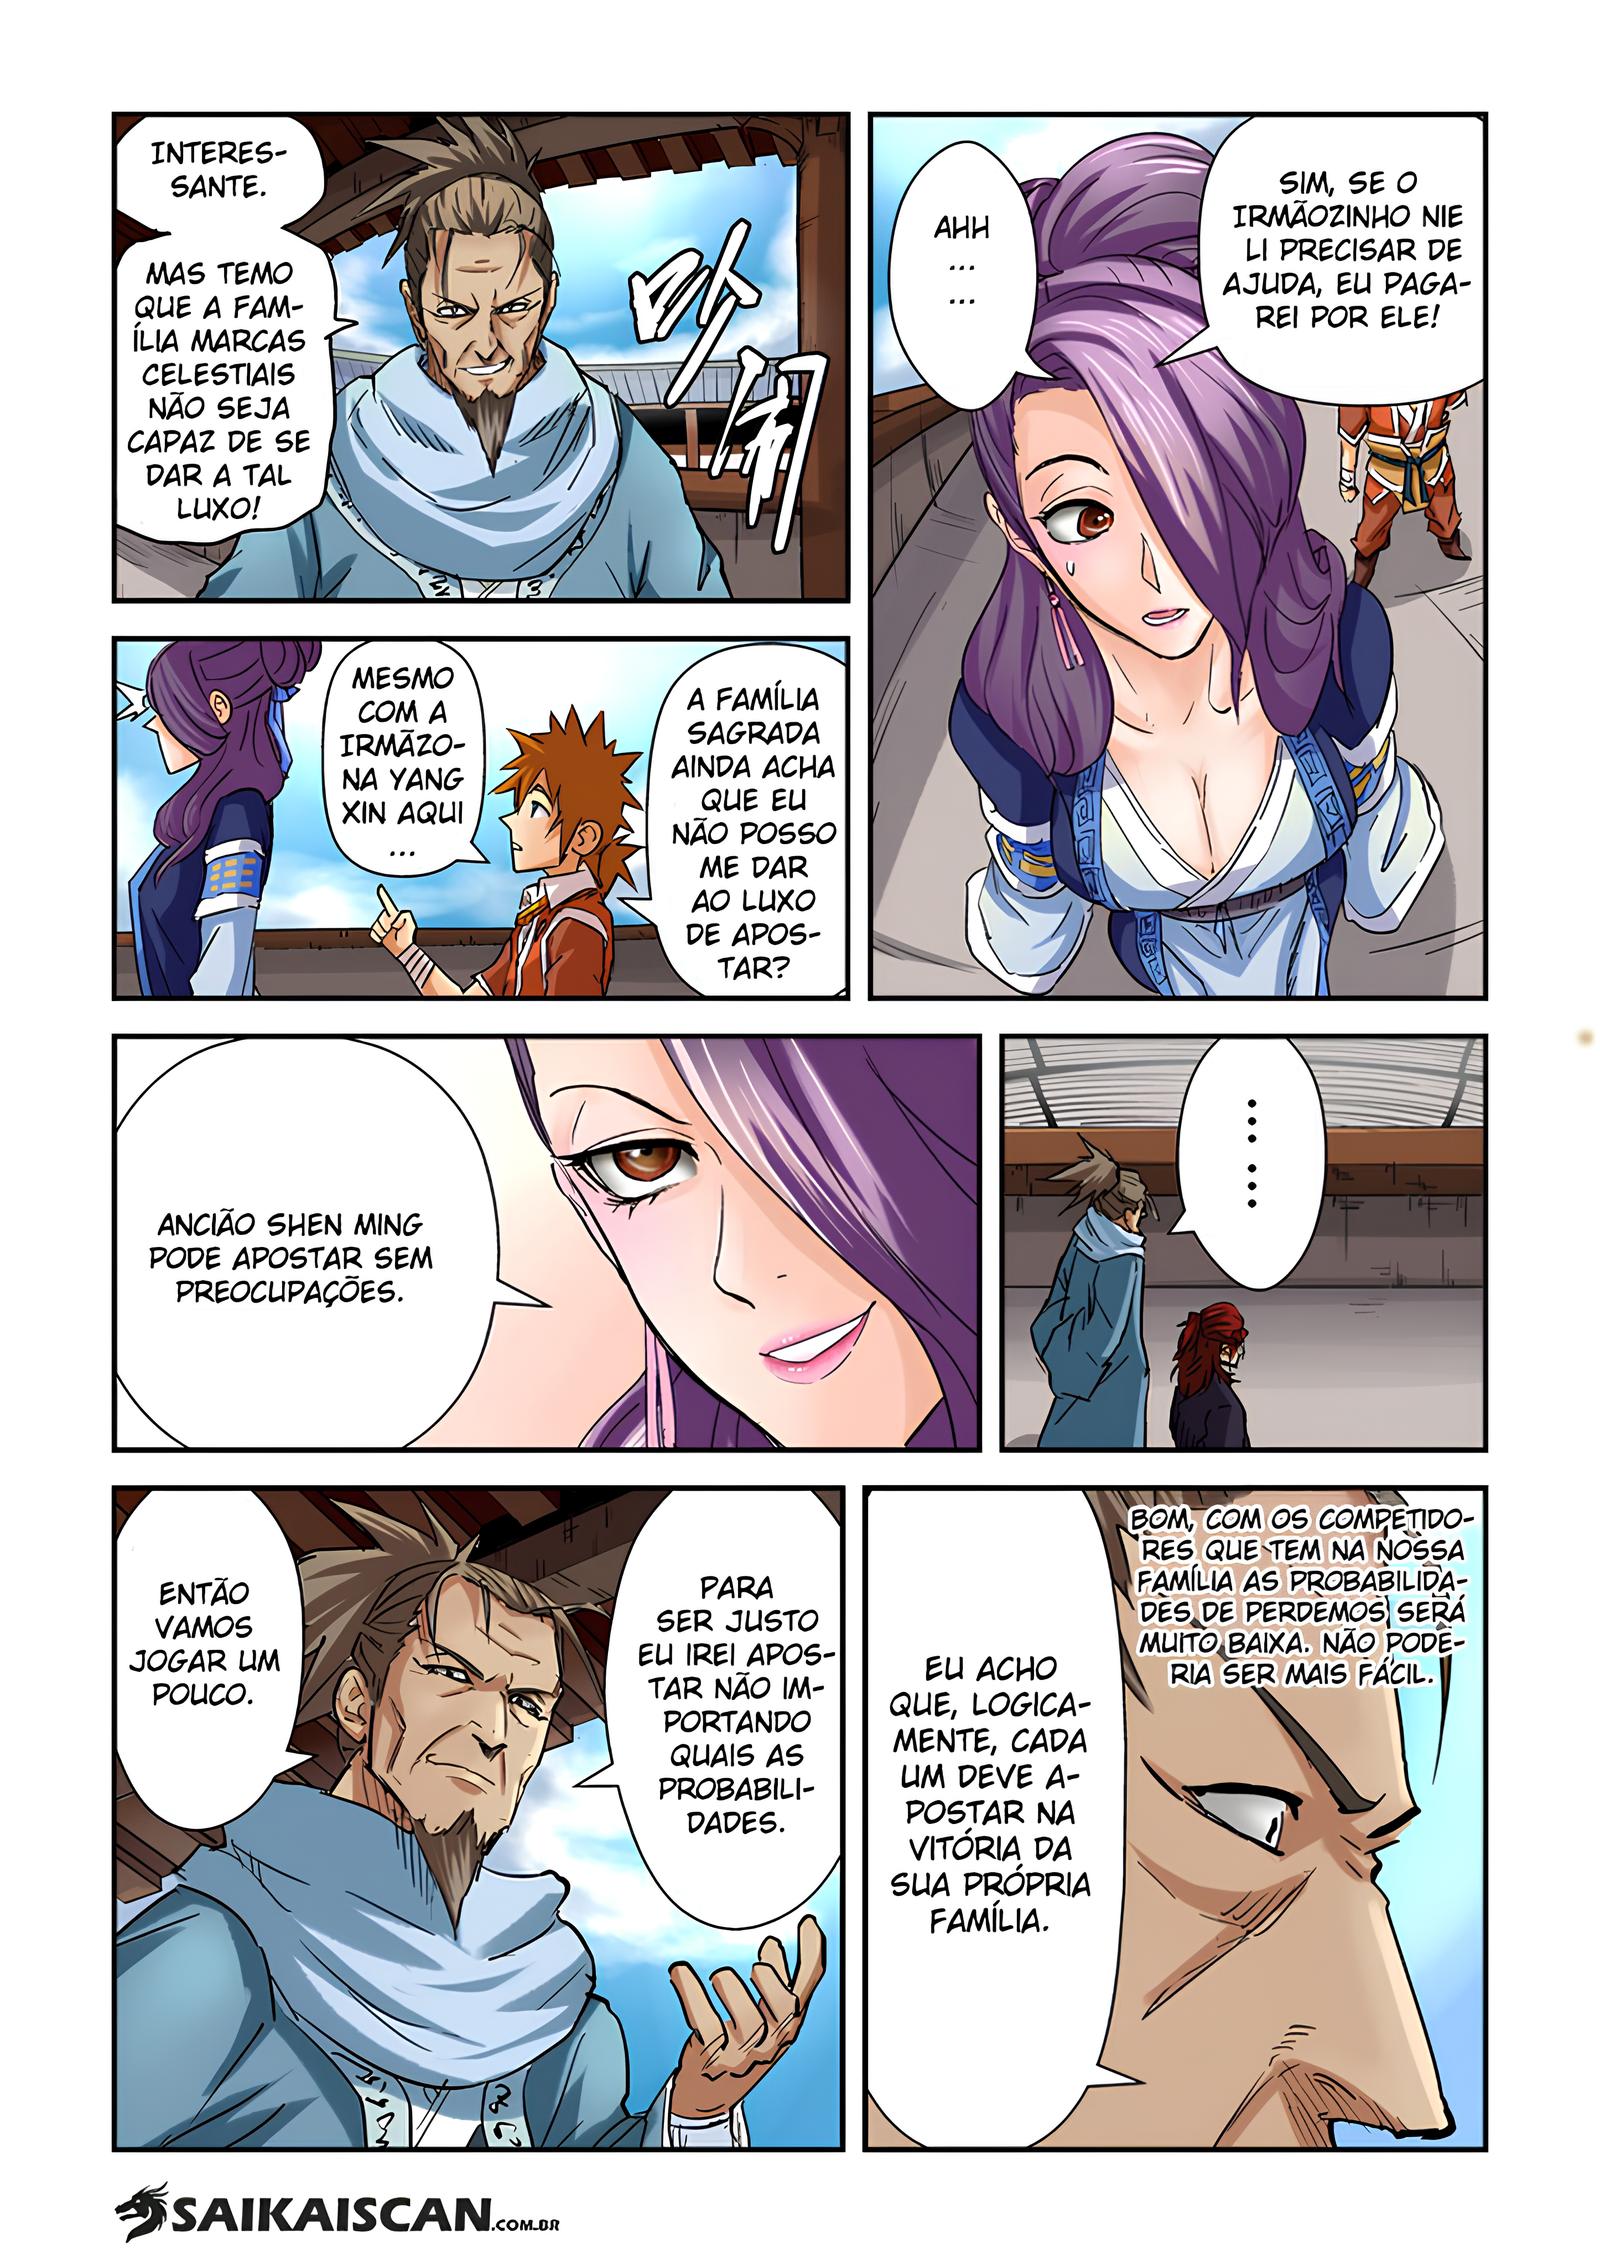 INTERES-
SANTE.
MAS TEMO
QUE A FAM-
ÍLIA MARCAS
CELESTIAIS
NÃO SEJA
CAPAZ DE SE
DAR A TAL
LUXO!
吵
闹
A FAMÍLIA
SAGRADA
AINDA ACHA
QUE EU
NÃO POSSO
ME DAR
AO LUXO
DE APOS-
TAR?
MESMO
COM A
IRMÃZO-
NA YANG
XIN AQUI
...
AHH
...
...
SIM, SE O
IRMÃOZINHO NIE
LI PRECISAR DE
AJUDA, EU PAGA-
REI POR ELE!
ANCIÃO SHEN MING
PODE APOSTAR SEM
PREOCUPAÇÕES.
.......
ENTÃO
VAMOS
JOGAR UM
POUCO.
PARA
SER JUSTO
EU IREI APOS-
TAR NÃO IM-
PORTANDO
QUAIS AS
PROBABILI-
DADES.
EU ACHO
QUE, LOGICA-
MENTE, CADA
UM DEVE A-
POSTAR NA
VITÓRIA DA
SUA PRÓPRIA
FAMÍLIA.
BOM, COM OS COMPETIDO-
RES QUE TEM NA NOSSA
FAMÍLIA AS PROBABILIDA-
DES DE PERDEMOS SERÁ
MUITO BAIXA. NÃO PODE-
RIA SER MAIS FÁCIL.
SAIKAISCAN.COM.BR